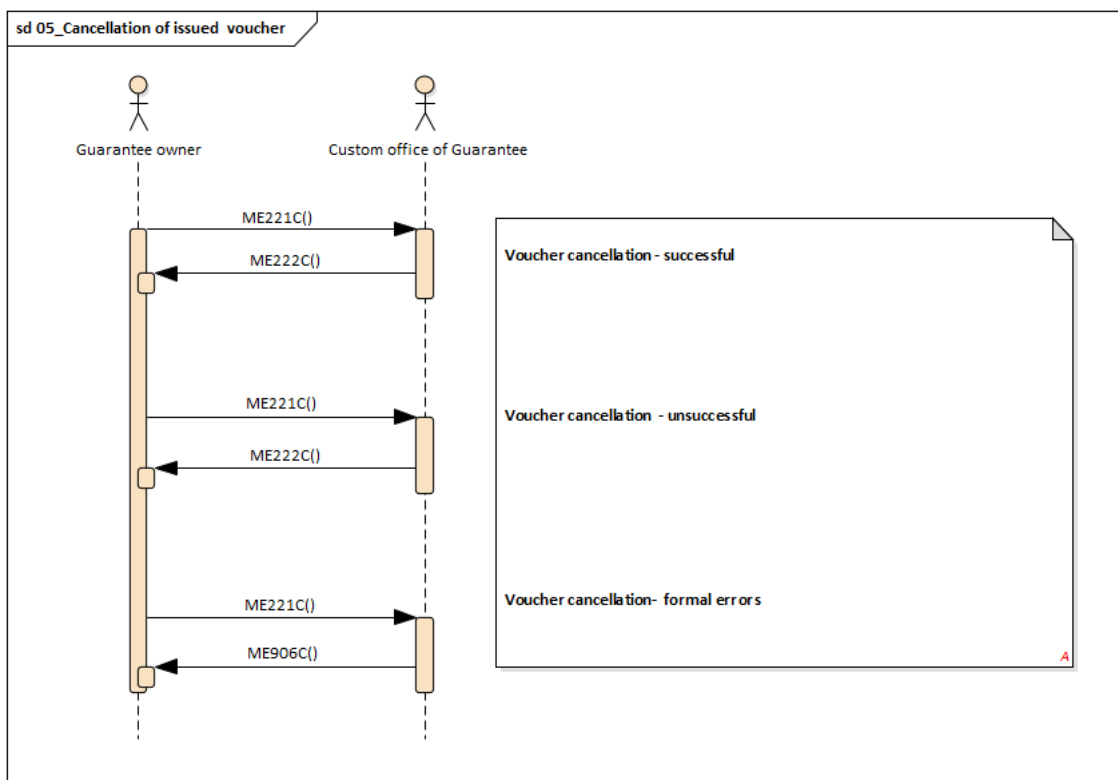 sd 05_Cancellation of issued  voucher
Guarantee owner
Custom office of Guarantee
ME221C()
ME222C()
Voucher cancellation - successful
ME221C()
ME222C()
Voucher cancellation  - unsuccessful
ME221C()
ME906C()
Voucher cancellation-  formal errors
A